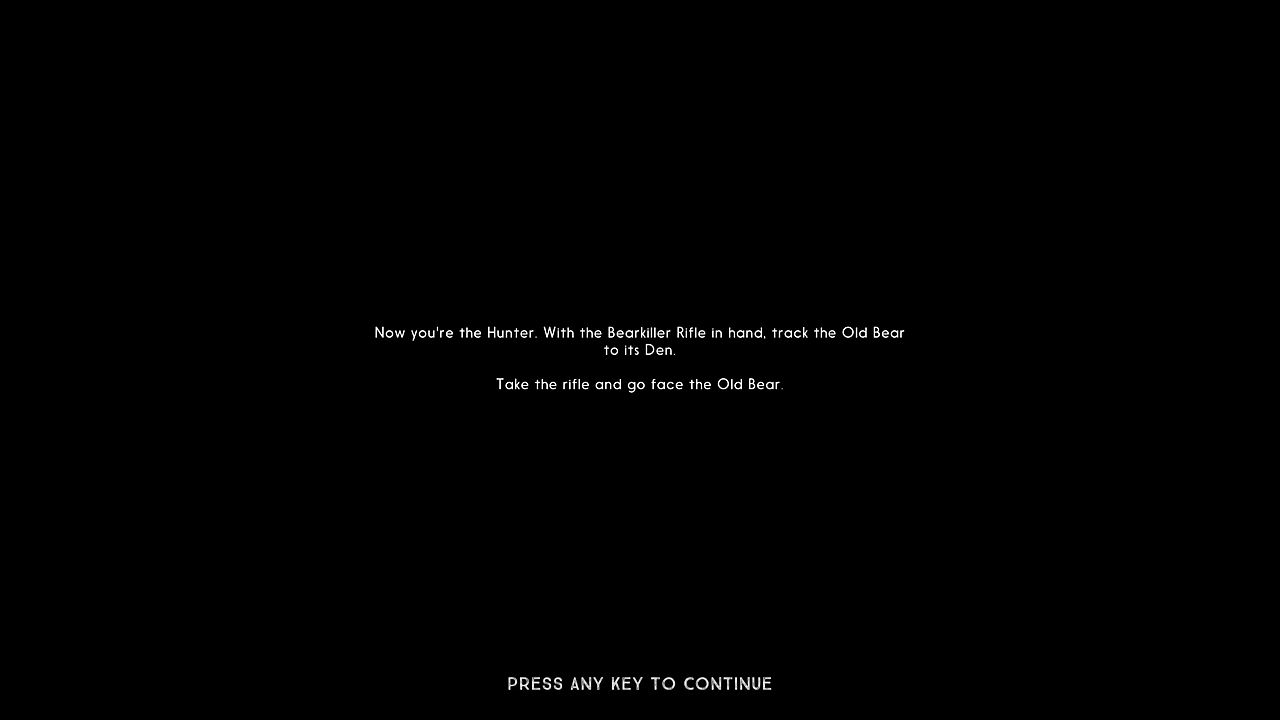 Now you're the Hunter. With the Bearkiller Rifle in hand, track the Old Bear
to its Den.
Take the rifle and go face the Old Bear.
PRESS ANY KEY TO CONTINUE